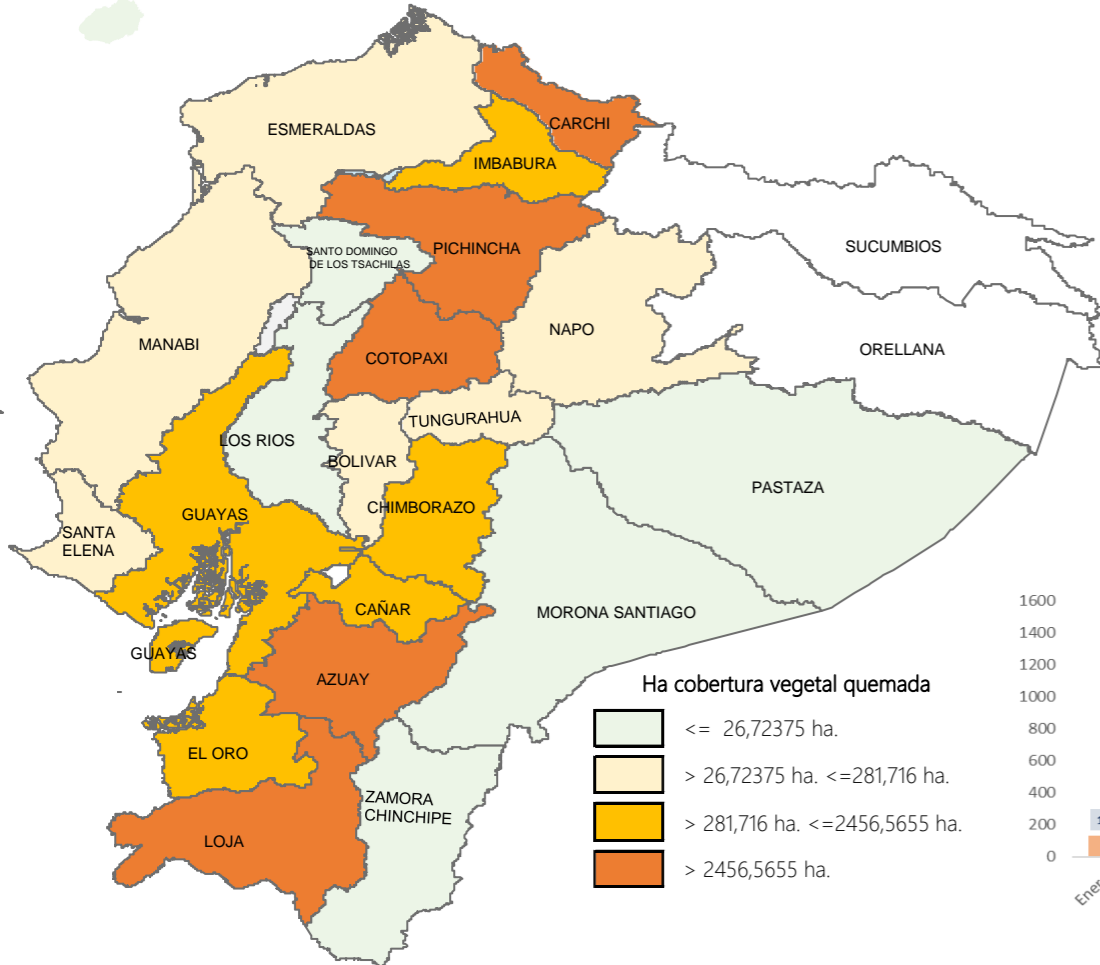 ESMERALDAS
CARCHI
IMBABURA
SUCUMBIOS
PICHINCHA
SANTO DOMINGO
DE LOS TSACHILAS
NAPO
MANABI
ORELLANA
COTOPAXI
TUNGURAHUA
LOS RIOS
BOLIVAR
PASTAZA
CHIMBORAZO
GUAYAS
SANTA
ELENA
CAÑAR
MORONA SANTIAGO
GUAYAS
AZUAY
EL ORO
ZAMORA
CHINCHIPE
LOJA
Ha cobertura vegetal quemada
<= 26,72375 ha.
> 26,72375 ha. <=281,716 ha.
> 281,716 ha. <=2456,5655 ha.
> 2456,5655 ha.
1600
1400
1200
1000
800
600
400
200
0
1